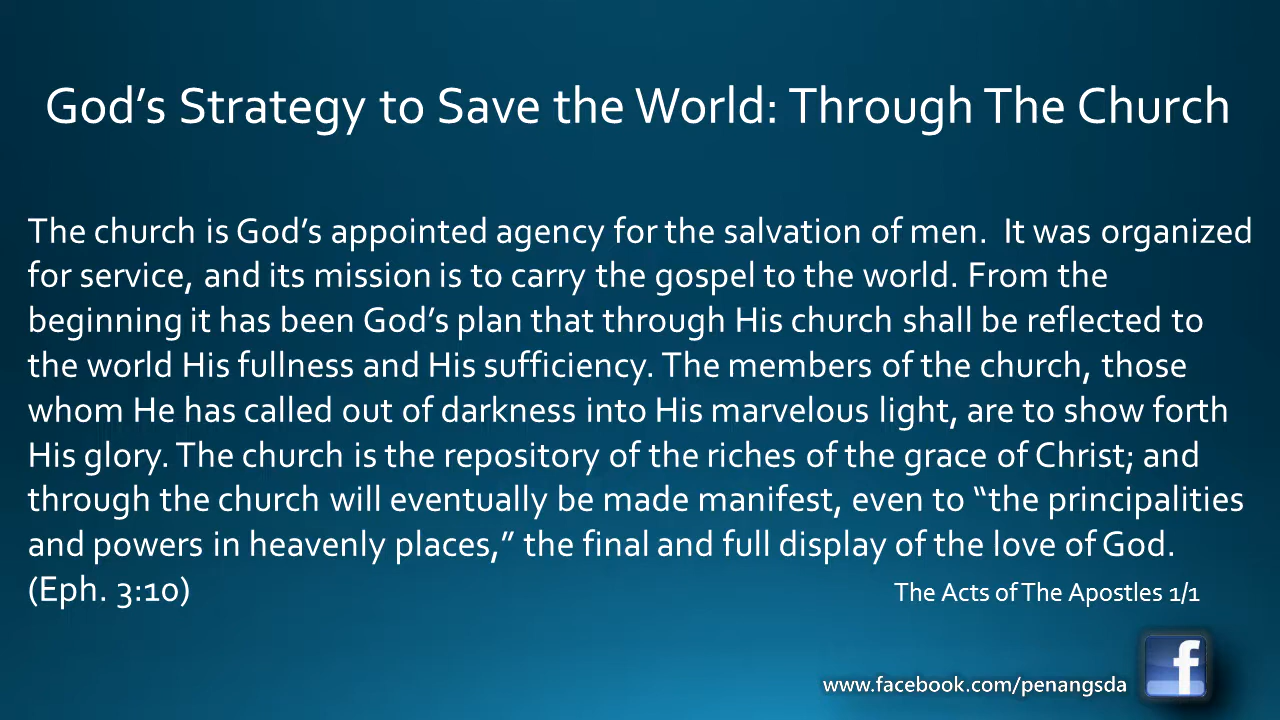 God’s Strategy to Save the World: Through The Church
The church is God’s appointed agency for the salvation of men.  It was organized
for service, and its mission is to carry the gospel to the world. From the
beginning it has been God’s plan that through His church shall be reflected to
the world His fullness and His sufficiency. The members of the church, those
whom He has called out of darkness into His marvelous light, are to show forth
His glory. The church is the repository of the riches of the grace of Christ; and
through the church will eventually be made manifest, even to “the principalities
and powers in heavenly places,” the final and full display of the love of God.
(Eph. 3:10) The Acts of The Apostles 1/1
www.facebook.com/penangsda f